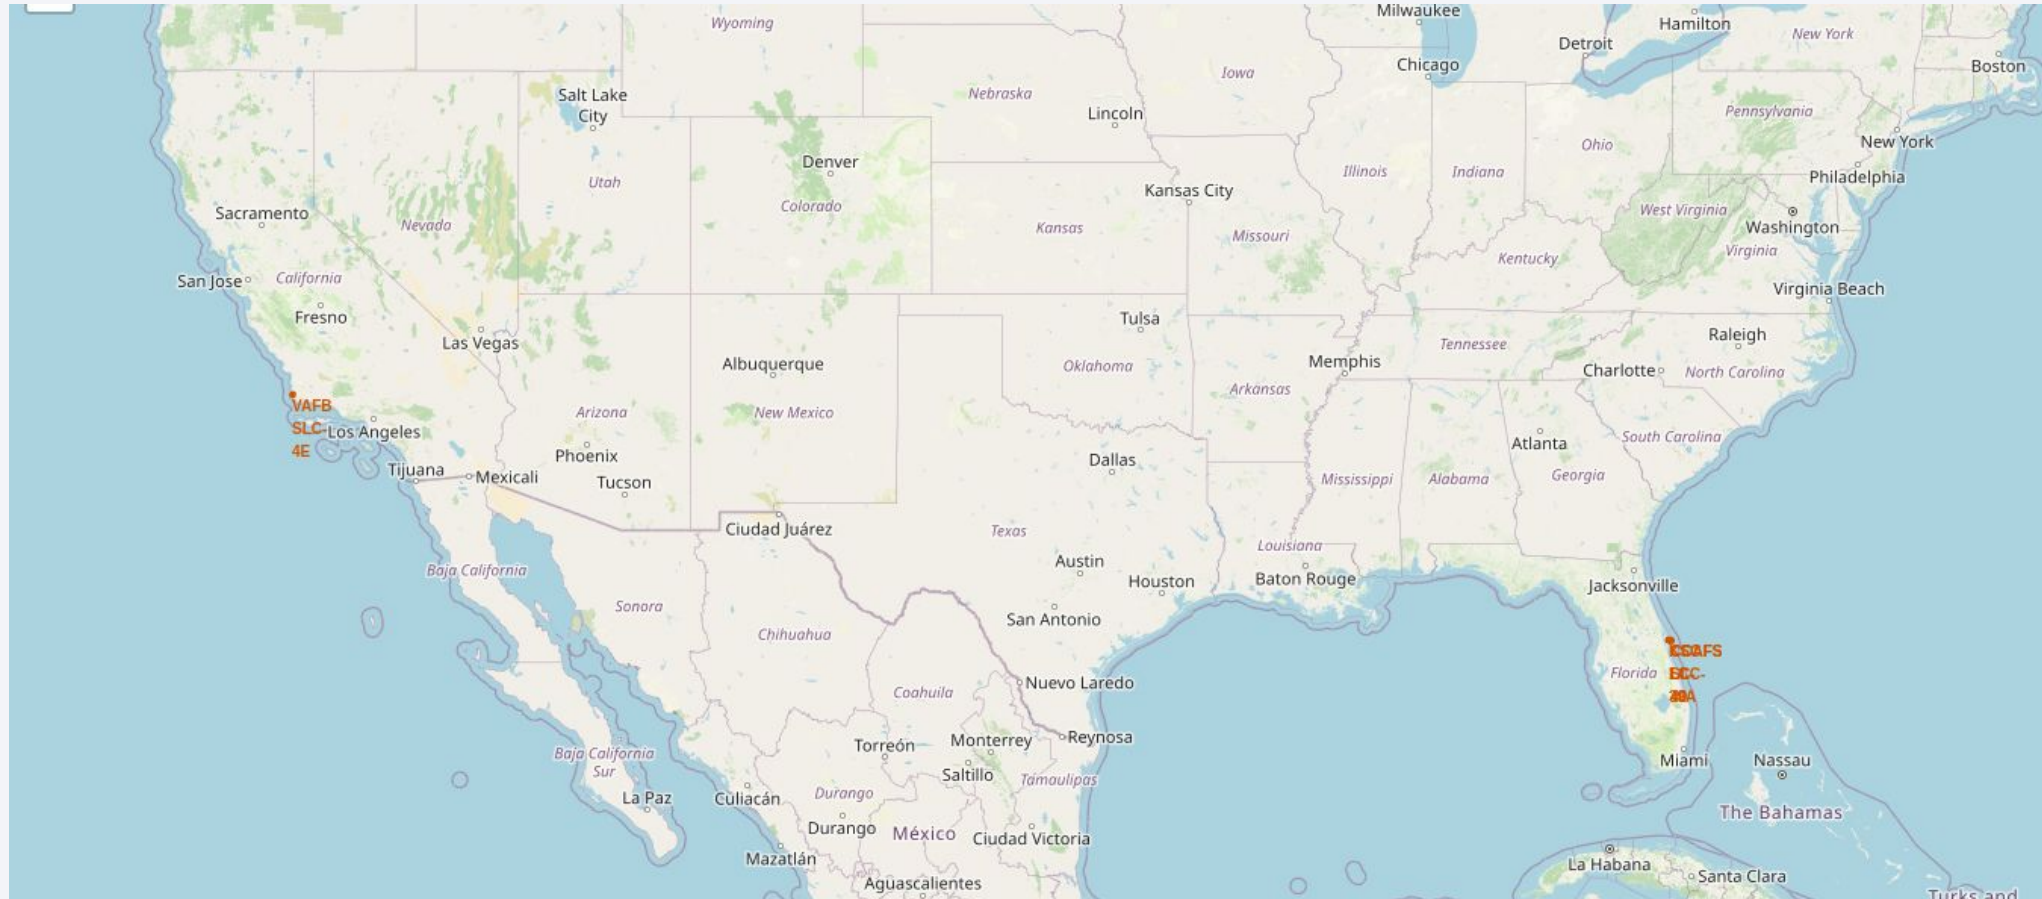 Milwaukee
Hamilton
Wyoming
New York
Detroit
Chicago
Boston
Iowa
Salt Lake
City
Nebraska
Lincoln
Pennsylvania
New York
Ohio
Denver
Utah
Illinois
Indiana
Philadelphia
Kansas City
Colorado
West Virginia
Sacramento
Nevada
Kansas
Missouri
Washington
Virginia
Kentucky
San Jose
California
Virginia Beach
Fresno
Tulsa
Las Vegas
Raleigh
Tennessee
Albuquerque
Oklahoma
Memphis
Charlotte
North Carolina
Arkansas
VAFB
SLC-
4E
Los Angeles
Arizona
New Mexico
South Carolina
Atlanta
Phoenix
Dallas
Tijuana
Mexicali
Tucson
Mississippi
Alabama
Georgia
Ciudad Juárez
Texas
Louisiana
Austin
Baja California
Houston
Baton Rouge
Jacksonville
Sonora
San Antonio
Chihuahua
Florida
Coahuila
Nuevo Laredo
Torreón
Monterrey
Reynosa
Baja California
Sur
Saltillo
Tamaulipas
Miami
Nassau
La Paz
Culiacán
Durango
The Bahamas
Durango
México
Ciudad Victoria
Mazatlán
La Habana
Santa Clara
Aguascalientes
Turks and